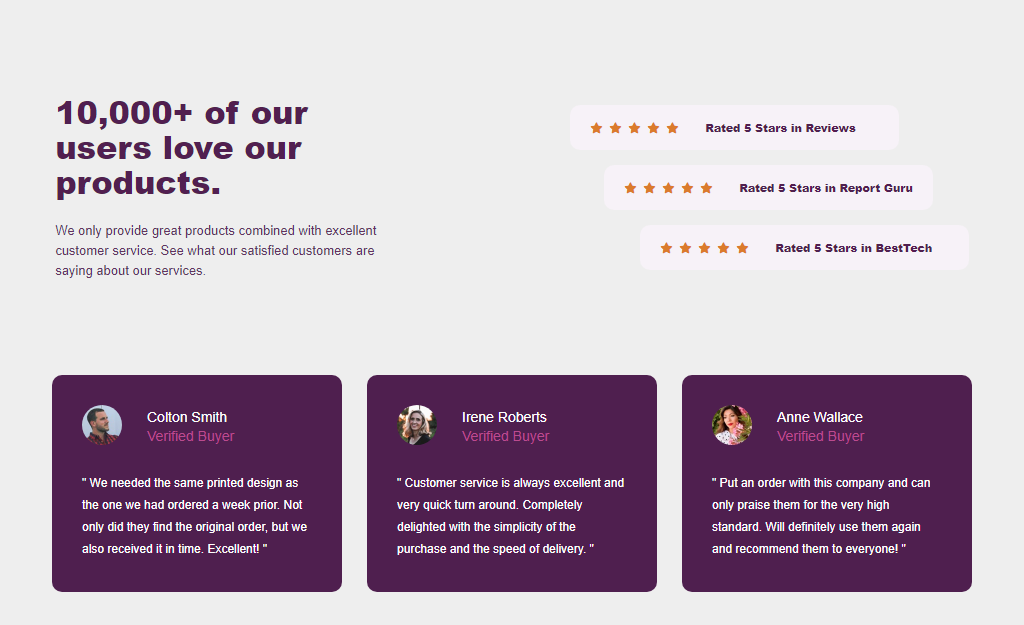 10,000+ of our
users love our
products.
We only provide great products combined with excellent
customer service. See what our satisfied customers are
saying about our services.
Rated 5 Stars in Reviews
Rated 5 Stars in Report Guru
Rated 5 Stars in BestTech
Colton Smith
Verified Buyer
" We needed the same printed design as
the one we had ordered a week prior. Not
only did they find the original order, but we
also received it in time. Excellent! "
Irene Roberts
Verified Buyer
" Customer service is always excellent and
very quick turn around. Completely
delighted with the simplicity of the
purchase and the speed of delivery. "
Anne Wallace
Verified Buyer
" Put an order with this company and can
only praise them for the very high
standard. Will definitely use them again
and recommend them to everyone! "